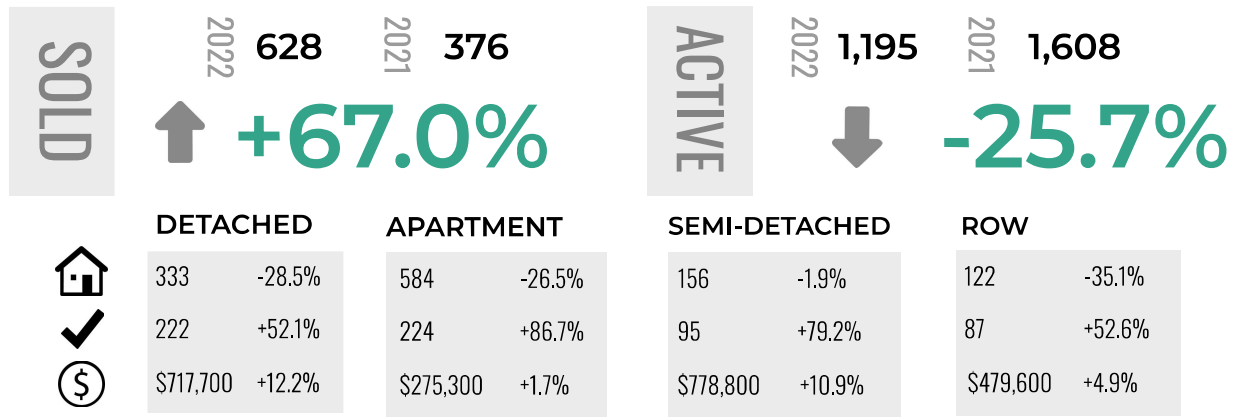 SOLD
2022 628 2021 376
+67.0%
ACTIVE
2022 1,195 2021 1,608
-25.7%
DETACHED
333 -28.5%
222 +52.1%
$717,700 +12.2%
APARTMENT
584 -26.5%
224 +86.7%
$275,300 +1.7%
SEMI-DETACHED
156 -1.9%
95 +79.2%
$778,800 +10.9%
ROW
122 -35.1%
87 +52.6%
$479,600 +4.9%